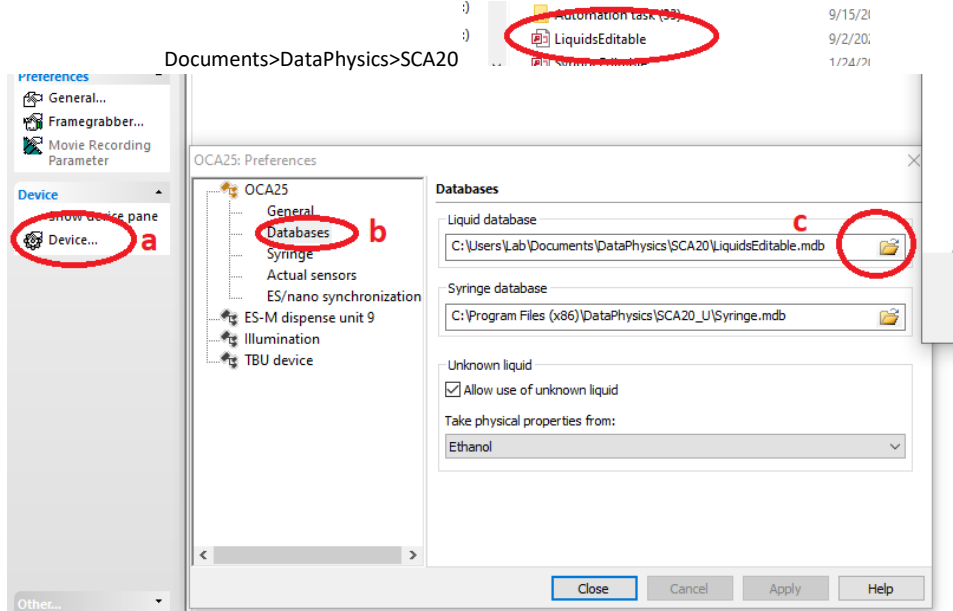 :)
Automation task (33)
9/15/20
:)
LiquidsEditable
9/2/202
Documents>DataPhysics>SCA20
1/24/20
Preferences
General...
Framegrabber...
Movie Recording
Parameter
Device
Show device pane
Device...
a
OCA25: Preferences
OCA25
General
Databases
b
Syringe
Actual sensors
ES/nano synchronization
ES-M dispense unit 9
Illumination
TBU device
Databases
Liquid database
c
C:\Users\Lab\Documents\DataPhysics\SCA20\LiquidsEditable.mdb
Syringe database
C:\Program Files (x86)\DataPhysics\SCA20_U\Syringe.mdb
Unknown liquid
Allow use of unknown liquid
Take physical properties from:
Ethanol
Close
Cancel
Apply
Help
Other...